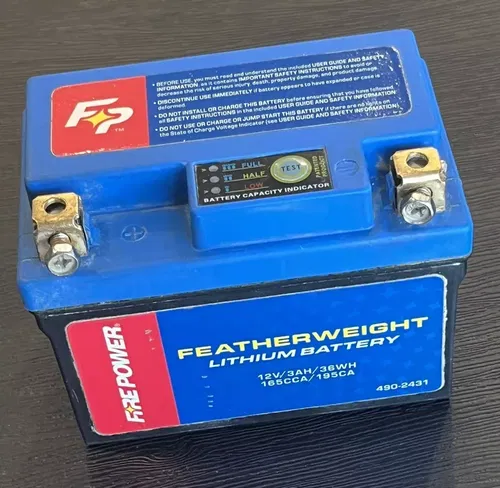 • BEFORE USE, you must read and understand the included USER GUIDE AND SAFETY
INFORMATION, as it contains IMPORTANT SAFETY INSTRUCTIONS to avoid or
decrease the risk of serious injury, death, property damage, and product damage.
• DISCONTINUE USE IMMEDIATELY if battery appears to have expanded or case is
deformed
• DO NOT INSTALL OR CHARGE THIS BATTERY before ensuring that you have followed
all SAFETY INSTRUCTIONS in the included USER GUIDE AND SAFETY INFORMATION
• DO NOT USE OR CHARGE OR JUMP START THIS BATTERY if there are no lights on
the State of Charge Voltage Indicator (see USER GUIDE AND SAFETY INFORMATION)
FP
TM
FULL
HALF
LOW
TEST
PATENTED
PRODUCT
BATTERY CAPACITY INDICATOR
FIRE POWER
FEATHERWEIGHT
LITHIUM BATTERY
12V/3AH/36WH
165CCA/195CA
490-2431